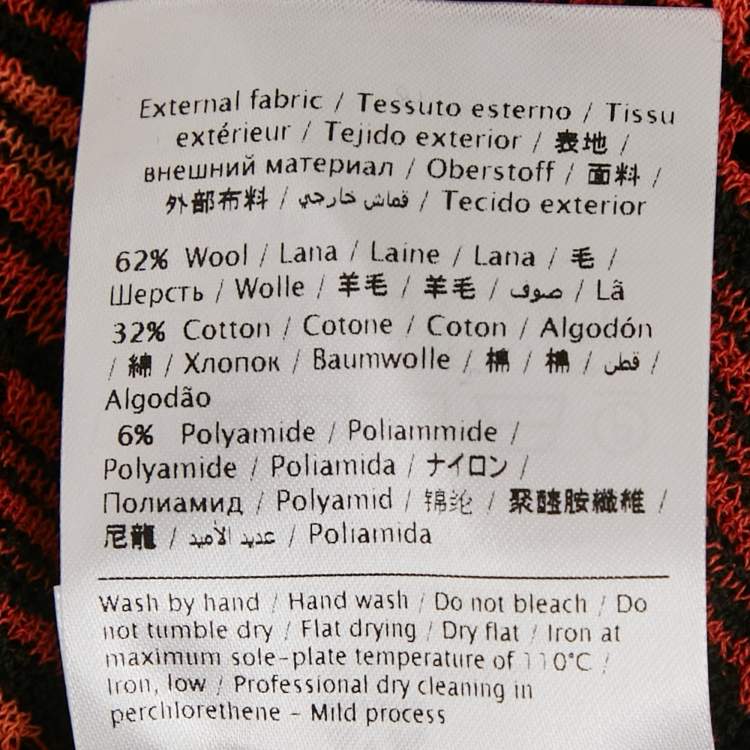 External fabric / Tessuto esterno / Tissu
extérieur / Tejido exterior / 表地 /
внешний материал / Oberstoff / 面料 /
外部布料 / قماش خارجي / Tecido exterior
62% Wool / Lana / Laine / Lana / 毛 /
Шерсть / Wolle / 羊毛 / 羊毛 / صوف / Lã
32% Cotton / Cotone / Coton / Algodón
/ 綿 / Хлопок / Baumwolle / 棉 / 棉 / قطن /
Algodão
6% Polyamide / Poliammide /
Polyamide / Poliamida / ナイロン /
Полиамид / Polyamid / 锦纶 / 聚醯胺纖維 /
尼龍 / عديد الأميد / Poliamida
Wash by hand / Hand wash / Do not bleach / Do
not tumble dry / Flat drying / Dry flat / Iron at
maximum sole-plate temperature of 110°C /
Iron, low / Professional dry cleaning in
perchlorethene - Mild process